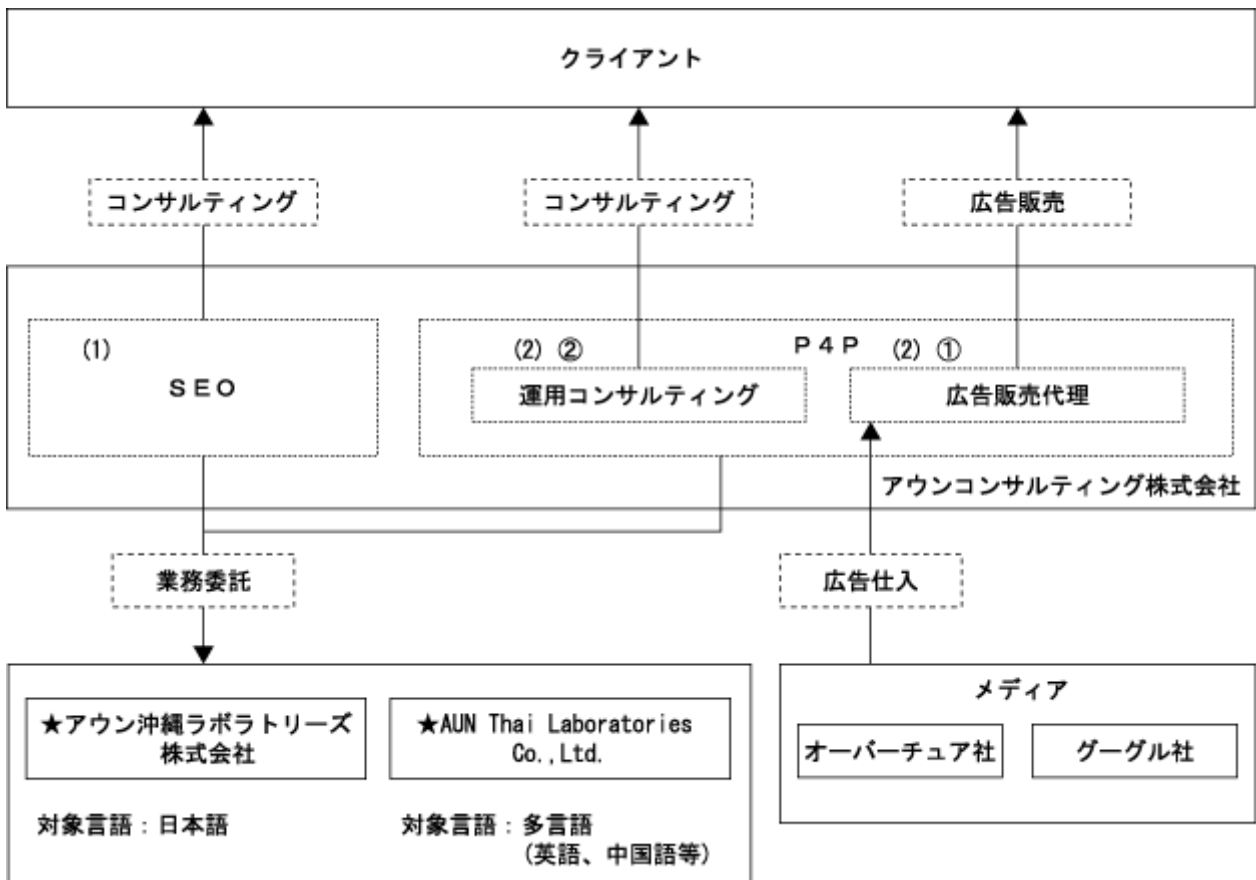 クライアント
コンサルティング
コンサルティング
広告販売
(1)
SEO
(2) ②
P4P
(2) ①
運用コンサルティング
広告販売代理
アウンコンサルティング株式会社
業務委託
広告仕入
★アウン沖縄ラボラトリーズ
株式会社
対象言語：日本語
★AUN Thai Laboratories
Co.,Ltd.
対象言語：多言語
(英語、中国語等)
メディア
オーバーチュア社
グーグル社